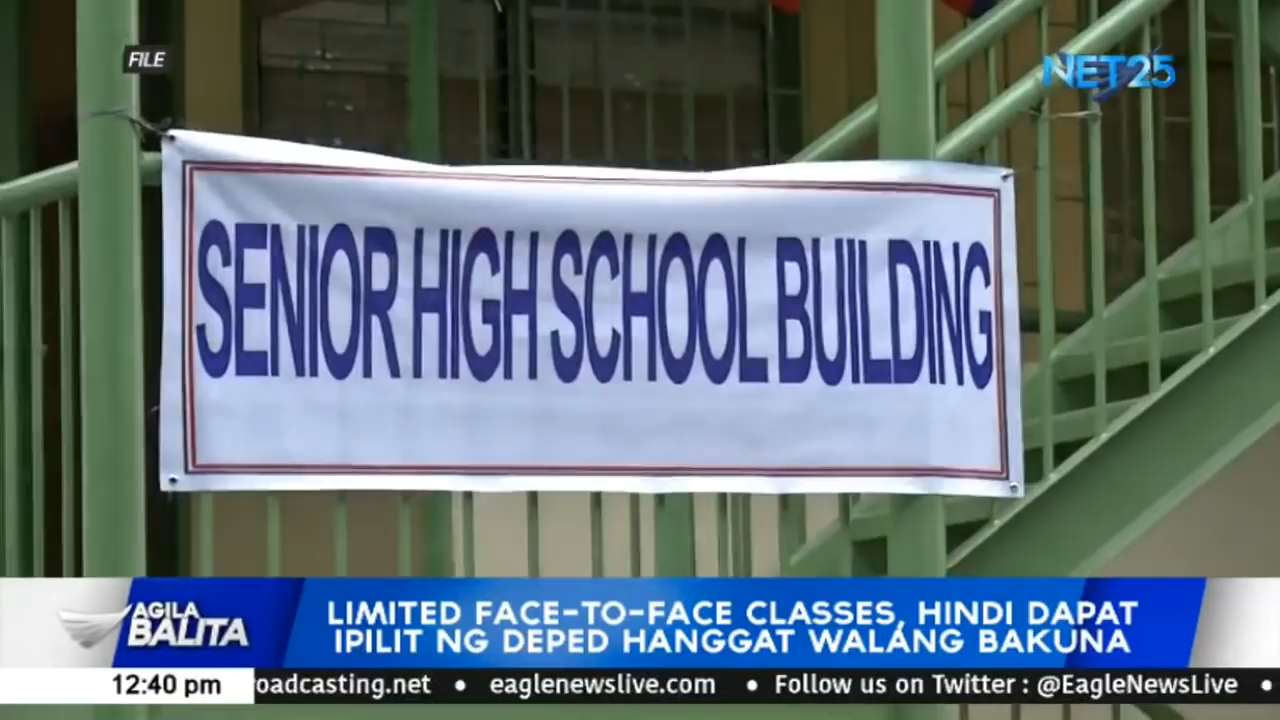 FILE
NET25
SENIOR HIGH SCHOOL BUILDING
AGILA
BALITA
LIMITED FACE-TO-FACE CLASSES, HINDI DAPAT
IPILIT NG DEPED HANGGAT WALANG BAKUNA
12:40 pm
roadcasting.net • eaglenewslive.com • Follow us on Twitter : @EagleNewsLive •